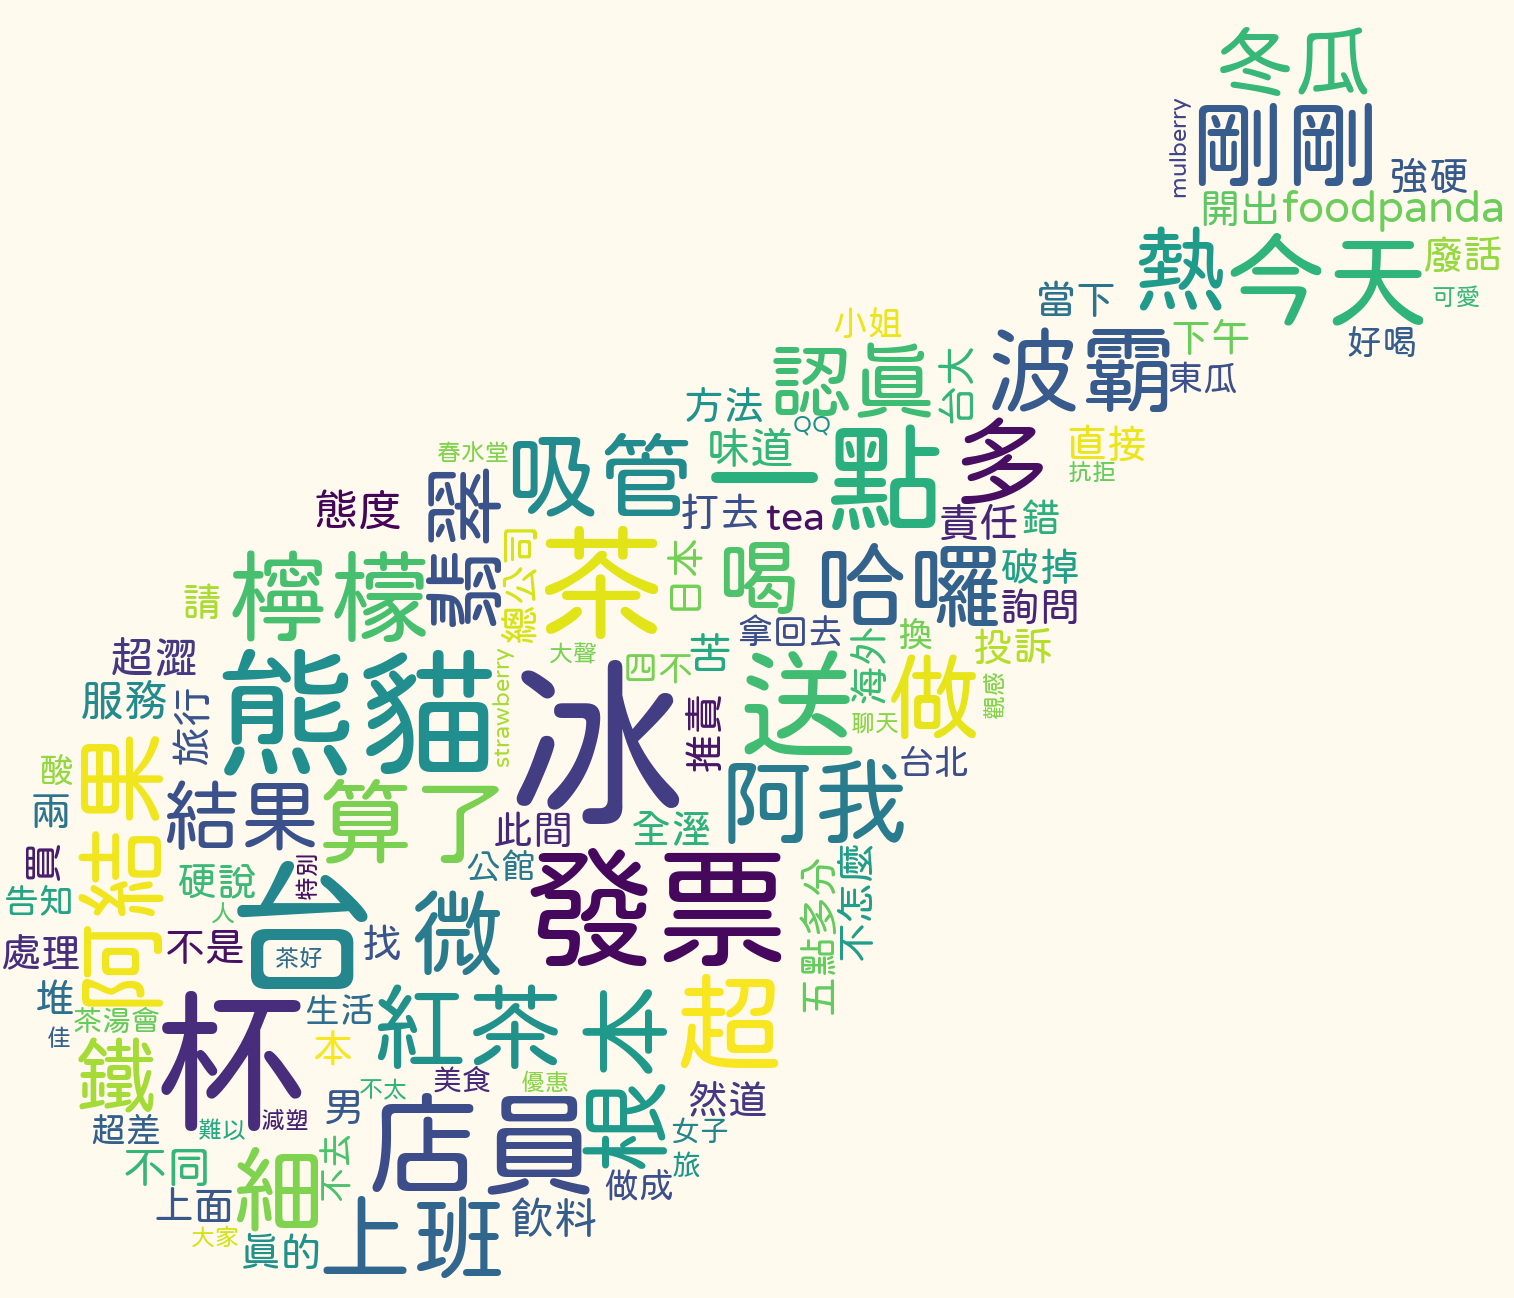 冬瓜
mulberry
剛剛
強硬
開出
foodpanda
熱
今天
廢話
可愛
當下
小姐
下午
好喝
認真
台大
波霸
東瓜
方法
QQ
味道
一點
多
直接
抗拒
春水堂
吸管
翡翠
態度
打去
tea
責任
錯
總公司
茶
日本
喝
哈囉
破掉
詢問
請
檸檬
拿回去
海外
換
投訴
超澀
大聲
四不
苦
熊貓
strawberry
冰
推責
送
做
觀感
聊天
服務
旅行
阿結果
台北
酸
兩
結果
算了
此間
全溼
阿我
買
特別
公館
不怎麼
五點多分
告知
硬說
人
台
茶好
微
發票
處理
不是
找
堆
茶湯會
佳
杯
生活
本
紅茶
根本
超
鐵
不太
美食
優惠
然道
超差
難以
減塑
男
店員
女子
旅
不同
不去
細
做成
上面
大家
真的
上班
飲料